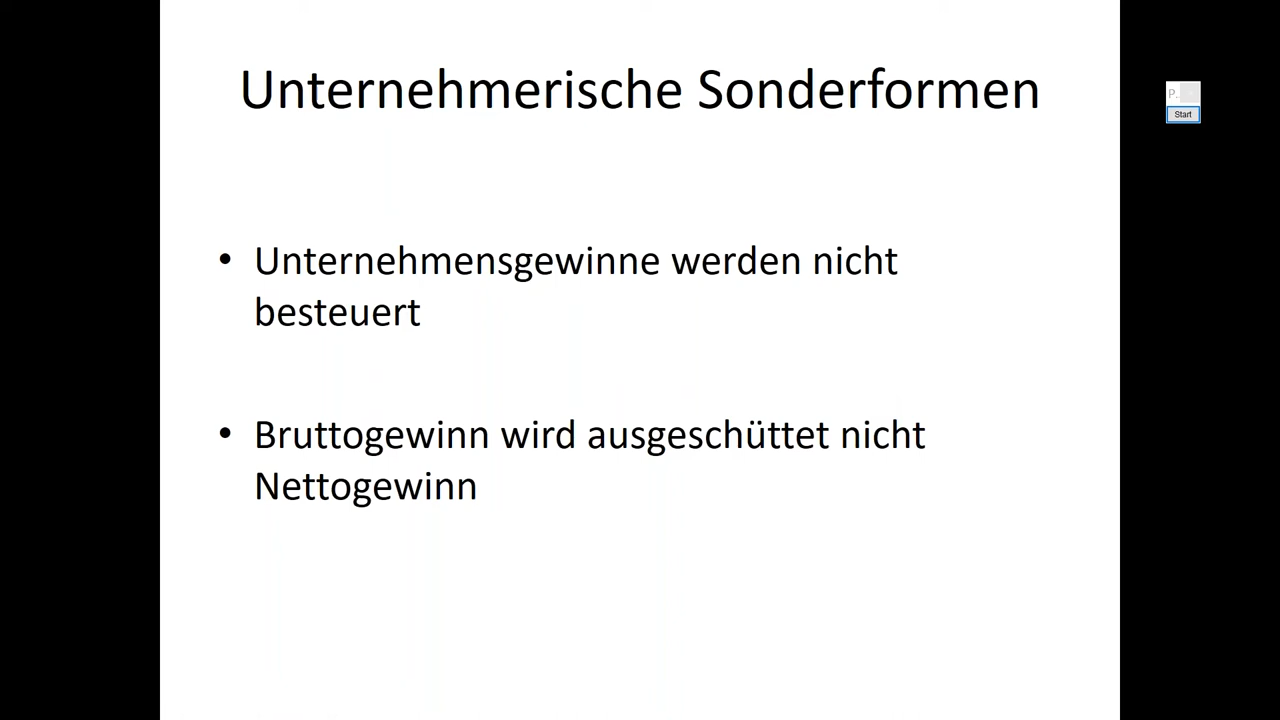 Unternehmerische Sonderformen
P..
Start
• Unternehmensgewinne werden nicht
besteuert
• Bruttogewinn wird ausgeschüttet nicht
Nettogewinn